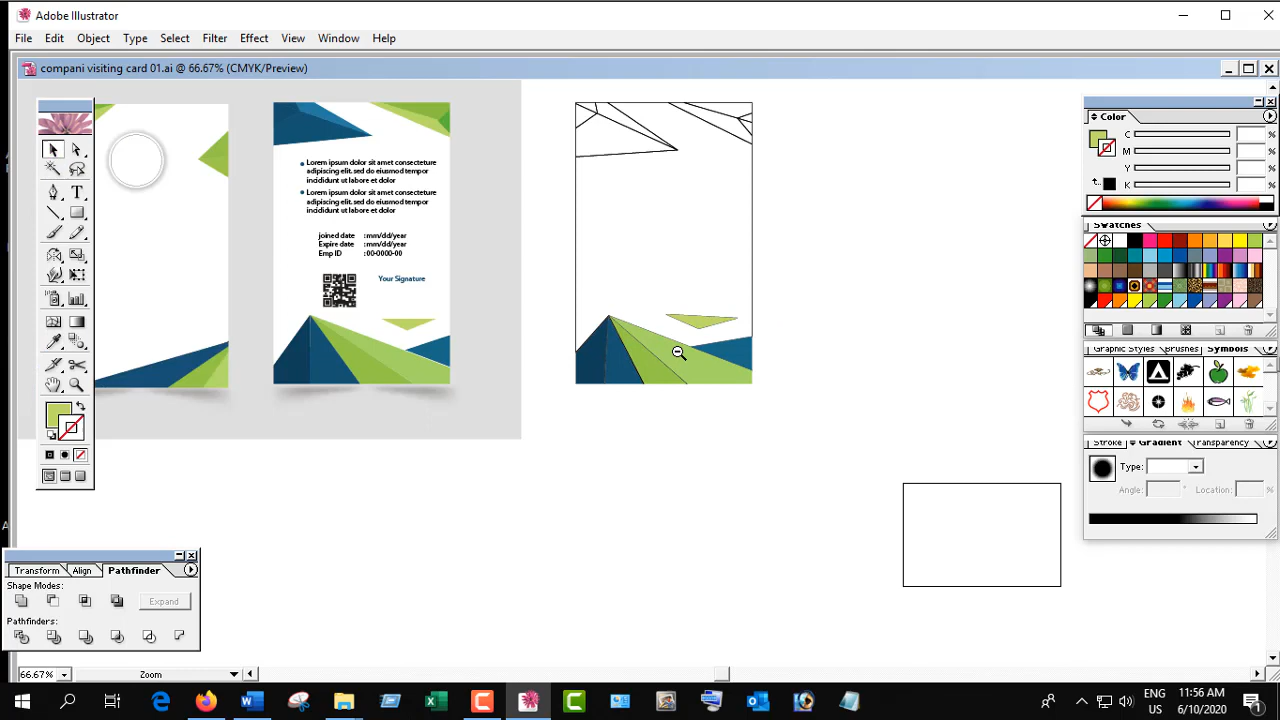 Adobe Illustrator
File Edit Object Type Select Filter Effect View Window Help
compani visiting card 01.ai @ 66.67% (CMYK/Preview)
Lorem ipsum dolor sit amet consecteture
adipiscing elit. sed do eiusmod tempor
incididunt ut labore et dolor
Lorem ipsum dolor sit amet consecteture
adipiscing elit. sed do eiusmod tempor
incididunt ut labore et dolor
joined date :mm/dd/year
Expire date :mm/dd/year
Emp ID :00-0000-00
Your Signature
Color
C %
M %
Y %
K %
Swatches
Graphic Styles Brushes Symbols
Stroke Gradient Transparency
Type:
Angle: ° Location: %
Transform Align Pathfinder
Shape Modes:
Expand
Pathfinders:
66.67% Zoom
ENG
US
11:56 AM
6/10/2020
1